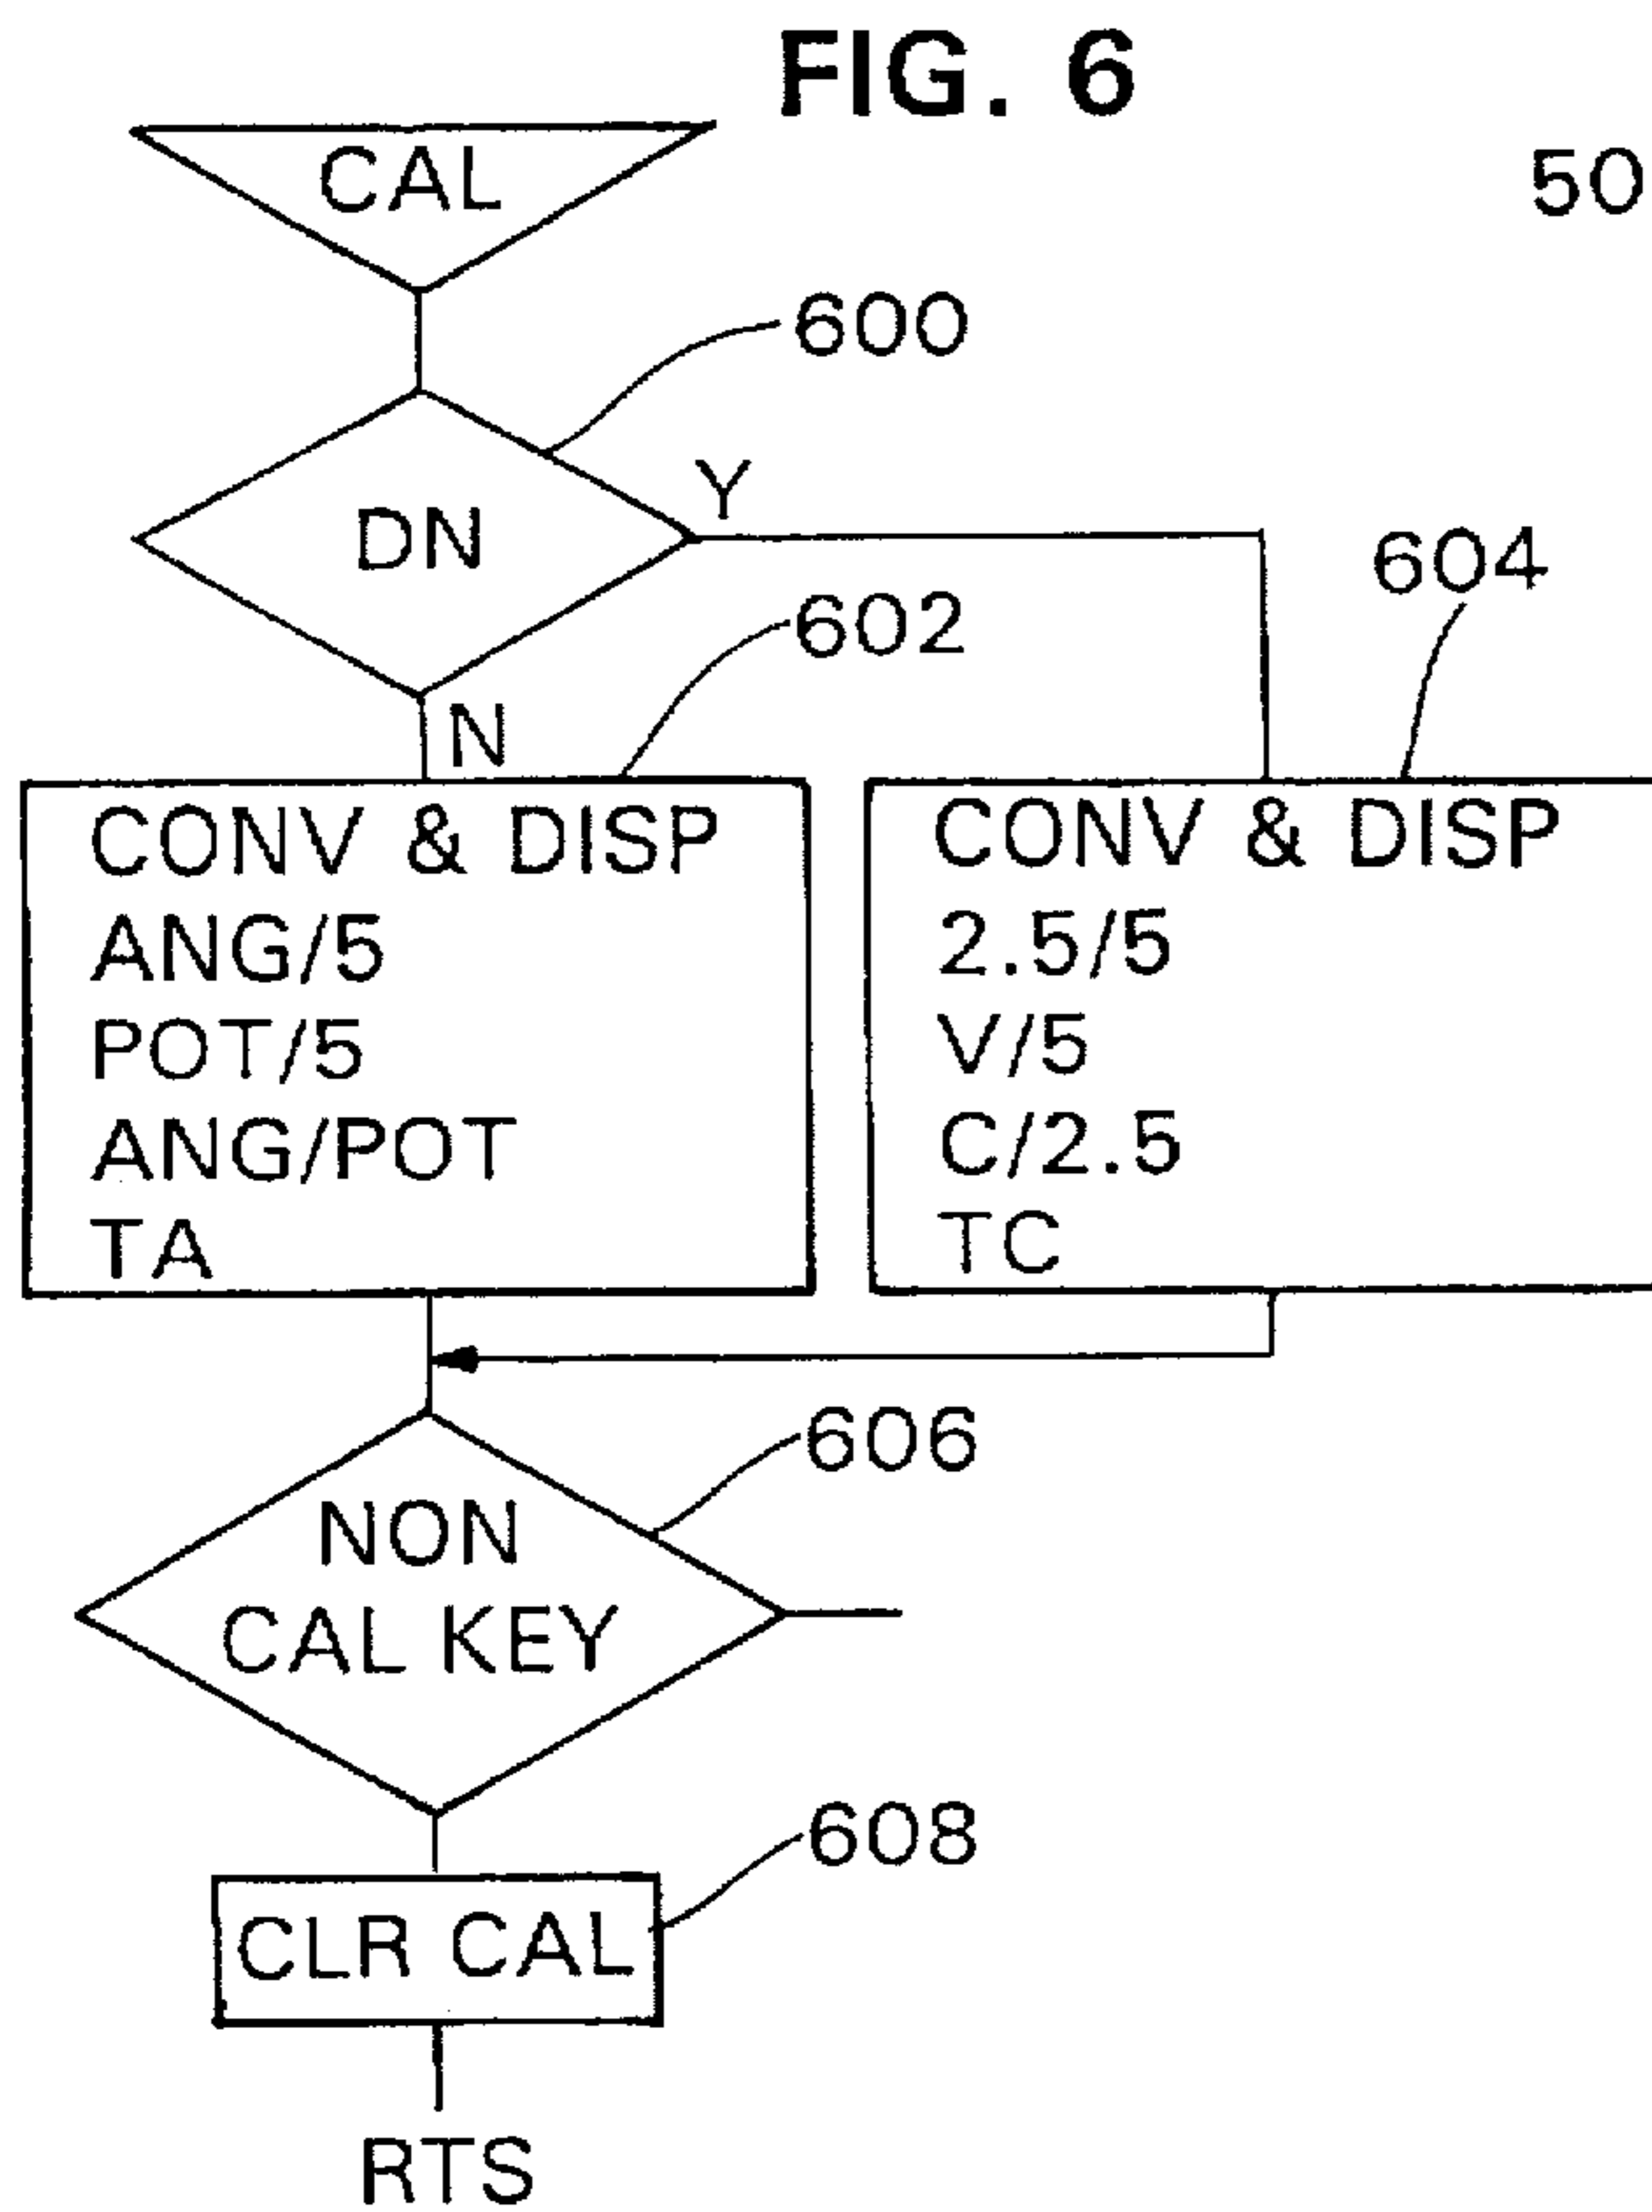 FIG. 6
CAL
50
600
DN
Y
604
602
N
CONV & DISP
ANG/5
POT/5
ANG/POT
TA
CONV & DISP
2.5/5
V/5
C/2.5
TC
606
NON
CAL KEY
608
CLR CAL
RTS